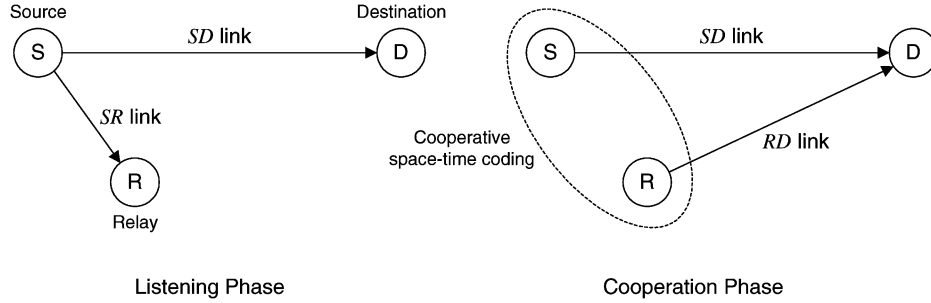 Source
Destination
S
SD link
D
SR link
R
Relay
Listening Phase
S
SD link
D
Cooperative
space-time coding
RD link
R
Cooperation Phase